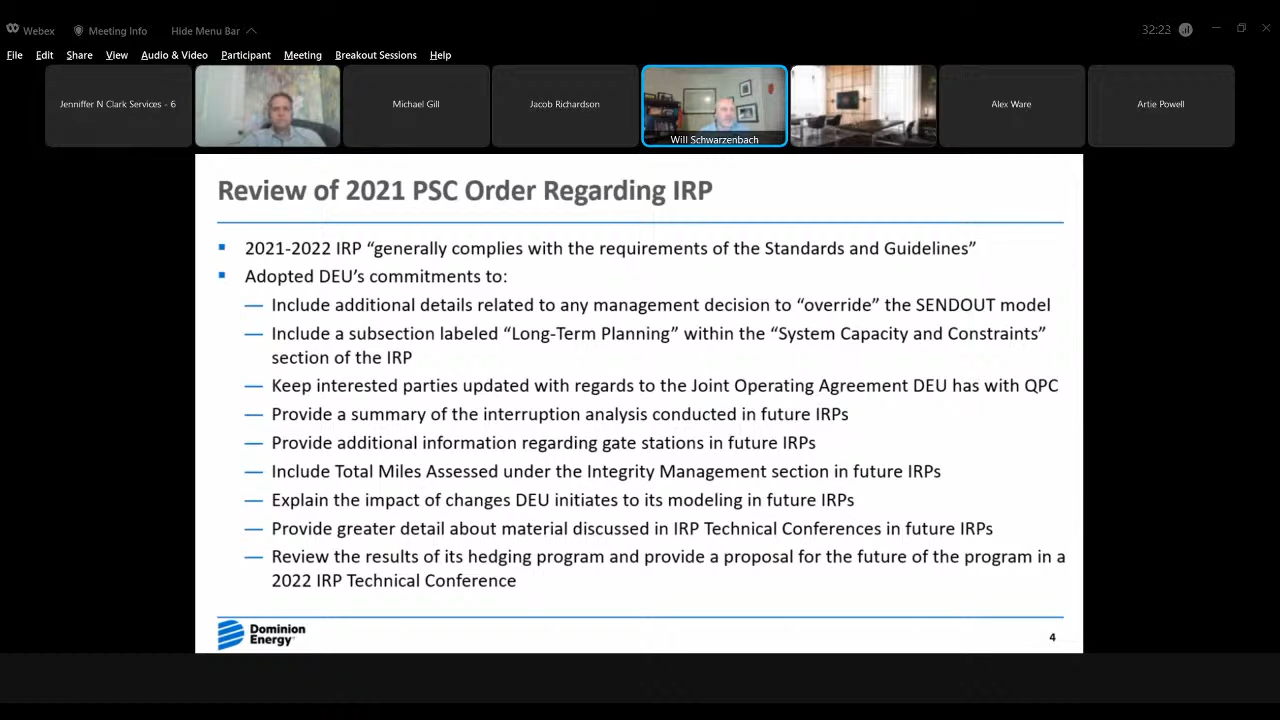 Webex
Meeting Info
Hide Menu Bar
32:23
File Edit Share View Audio & Video Participant Meeting Breakout Sessions Help
Jenniffer N Clark Services - 6
Michael Gill
Jacob Richardson
Will Schwarzenbach
Alex Ware
Artie Powell
Review of 2021 PSC Order Regarding IRP
▪ 2021-2022 IRP “generally complies with the requirements of the Standards and Guidelines”
▪ Adopted DEU’s commitments to:
— Include additional details related to any management decision to “override” the SENDOUT model
— Include a subsection labeled “Long-Term Planning” within the “System Capacity and Constraints”
section of the IRP
— Keep interested parties updated with regards to the Joint Operating Agreement DEU has with QPC
— Provide a summary of the interruption analysis conducted in future IRPs
— Provide additional information regarding gate stations in future IRPs
— Include Total Miles Assessed under the Integrity Management section in future IRPs
— Explain the impact of changes DEU initiates to its modeling in future IRPs
— Provide greater detail about material discussed in IRP Technical Conferences in future IRPs
— Review the results of its hedging program and provide a proposal for the future of the program in a
2022 IRP Technical Conference
Dominion
Energy
4